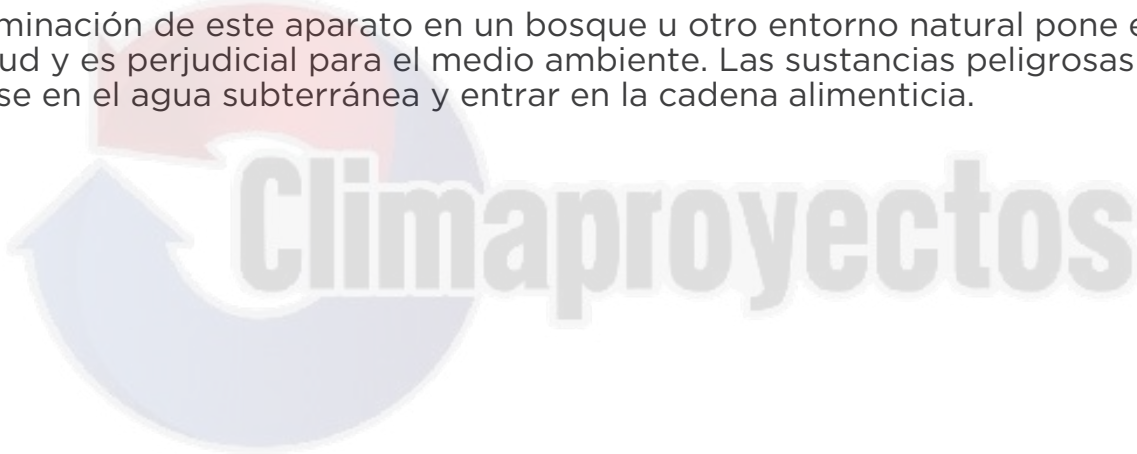 minación de este aparato en un bosque u otro entorno natural pone e
ud y es perjudicial para el medio ambiente. Las sustancias peligrosas
se en el agua subterránea y entrar en la cadena alimenticia.
Climaproyectos